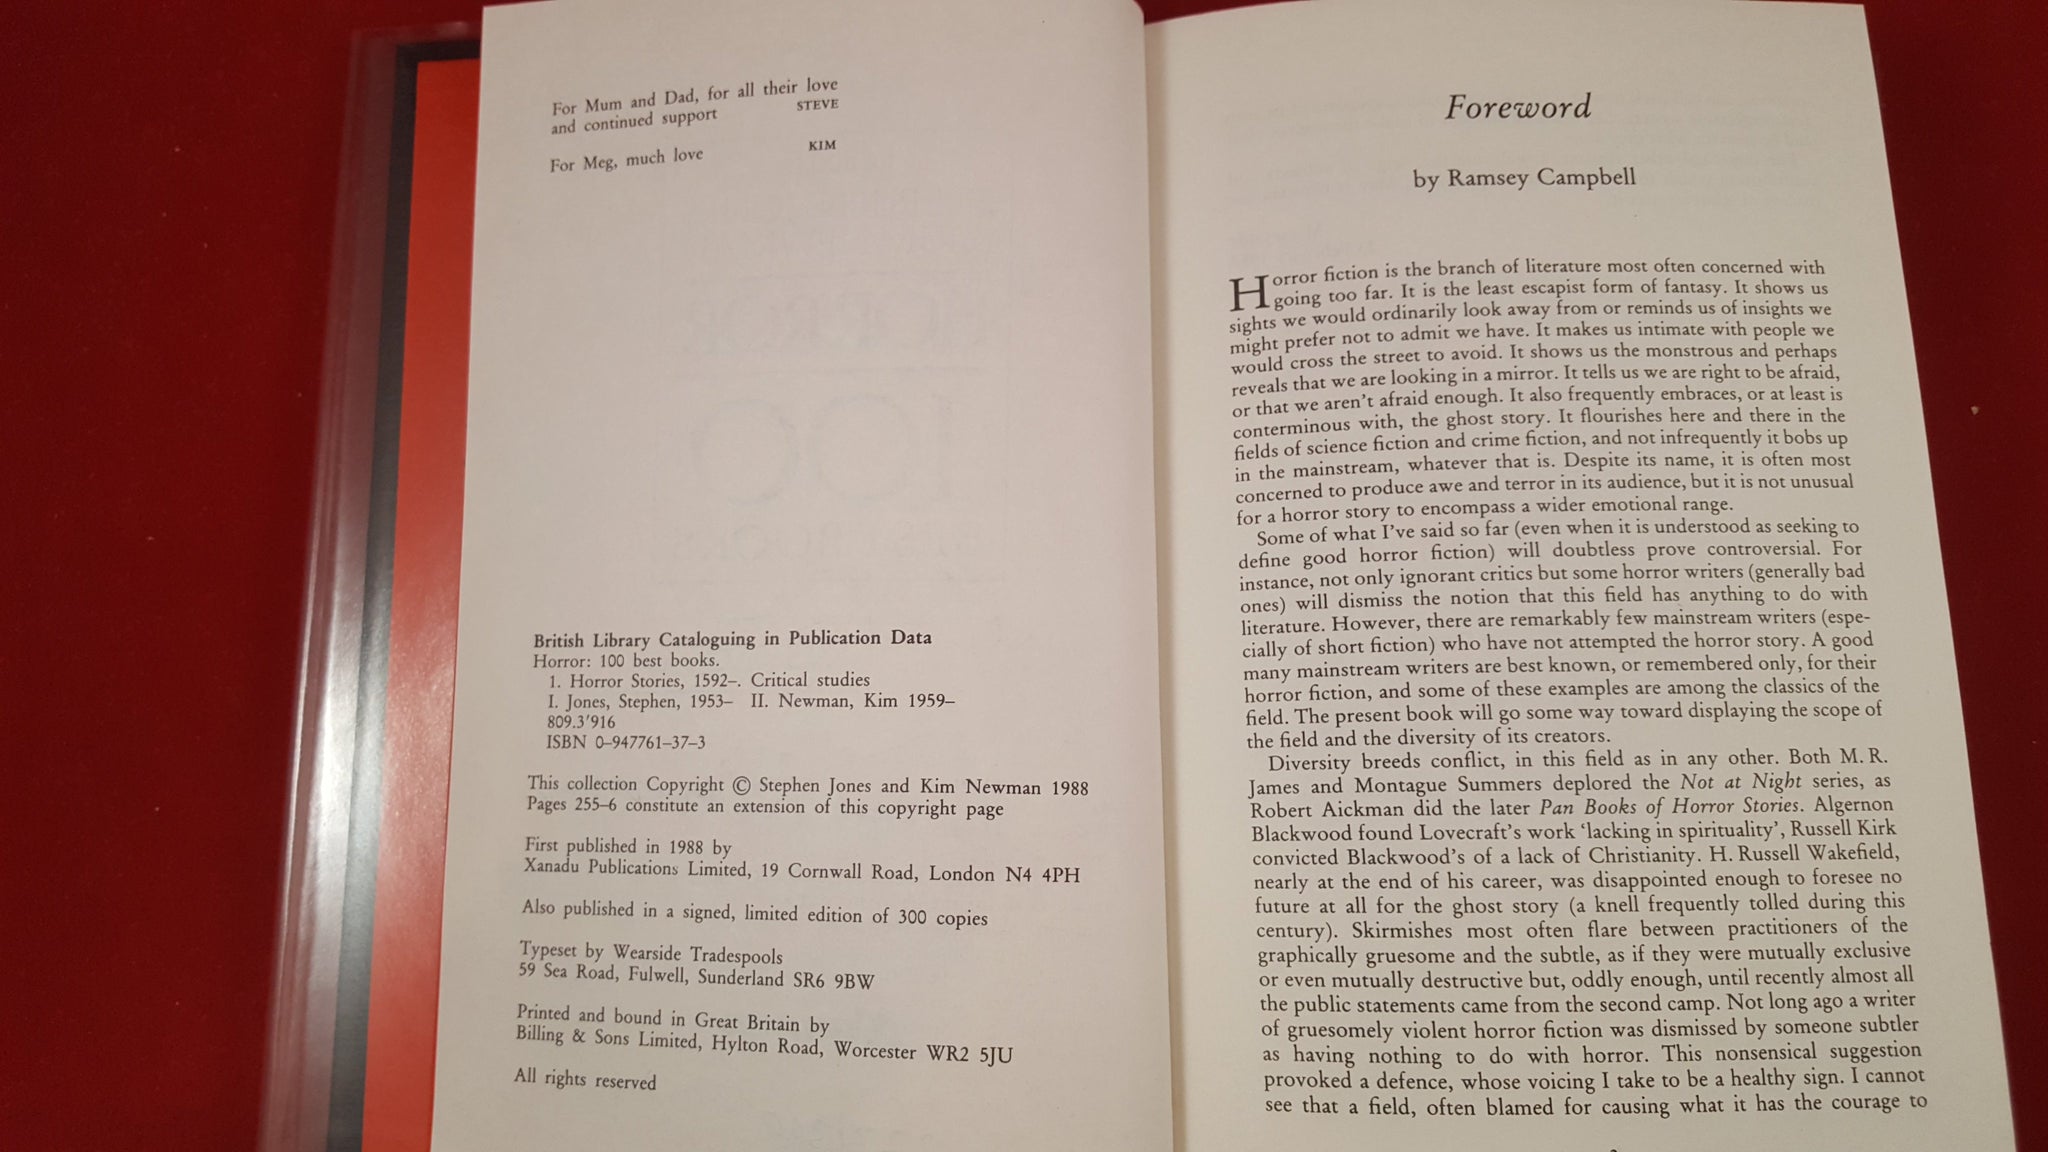 For Mum and Dad, for all their love
and continued support STEVE
For Meg, much love KIM
British Library Cataloguing in Publication Data
Horror: 100 best books.
1. Horror Stories, 1592–. Critical studies
I. Jones, Stephen, 1953– II. Newman, Kim 1959–
809.3'916
ISBN 0–947761–37–3
This collection Copyright © Stephen Jones and Kim Newman 1988
Pages 255–6 constitute an extension of this copyright page
First published in 1988 by
Xanadu Publications Limited, 19 Cornwall Road, London N4 4PH
Also published in a signed, limited edition of 300 copies
Typeset by Wearside Tradespools
59 Sea Road, Fulwell, Sunderland SR6 9BW
Printed and bound in Great Britain by
Billing & Sons Limited, Hylton Road, Worcester WR2 5JU
All rights reserved
Foreword
by Ramsey Campbell
Horror fiction is the branch of literature most often concerned with
going too far. It is the least escapist form of fantasy. It shows us
sights we would ordinarily look away from or reminds us of insights we
might prefer not to admit we have. It makes us intimate with people we
would cross the street to avoid. It shows us the monstrous and perhaps
reveals that we are looking in a mirror. It tells us we are right to be afraid,
or that we aren't afraid enough. It also frequently embraces, or at least is
conterminous with, the ghost story. It flourishes here and there in the
fields of science fiction and crime fiction, and not infrequently it bobs up
in the mainstream, whatever that is. Despite its name, it is often most
concerned to produce awe and terror in its audience, but it is not unusual
for a horror story to encompass a wider emotional range.
Some of what I've said so far (even when it is understood as seeking to
define good horror fiction) will doubtless prove controversial. For
instance, not only ignorant critics but some horror writers (generally bad
ones) will dismiss the notion that this field has anything to do with
literature. However, there are remarkably few mainstream writers (espe-
cially of short fiction) who have not attempted the horror story. A good
many mainstream writers are best known, or remembered only, for their
horror fiction, and some of these examples are among the classics of the
field. The present book will go some way toward displaying the scope of
the field and the diversity of its creators.
Diversity breeds conflict, in this field as in any other. Both M. R.
James and Montague Summers deplored the Not at Night series, as
Robert Aickman did the later Pan Books of Horror Stories. Algernon
Blackwood found Lovecraft's work 'lacking in spirituality', Russell Kirk
convicted Blackwood's of a lack of Christianity. H. Russell Wakefield,
nearly at the end of his career, was disappointed enough to foresee no
future at all for the ghost story (a knell frequently tolled during this
century). Skirmishes most often flare between practitioners of the
graphically gruesome and the subtle, as if they were mutually exclusive
or even mutually destructive but, oddly enough, until recently almost all
the public statements came from the second camp. Not long ago a writer
of gruesomely violent horror fiction was dismissed by someone subtler
as having nothing to do with horror. This nonsensical suggestion
provoked a defence, whose voicing I take to be a healthy sign. I cannot
see that a field, often blamed for causing what it has the courage to